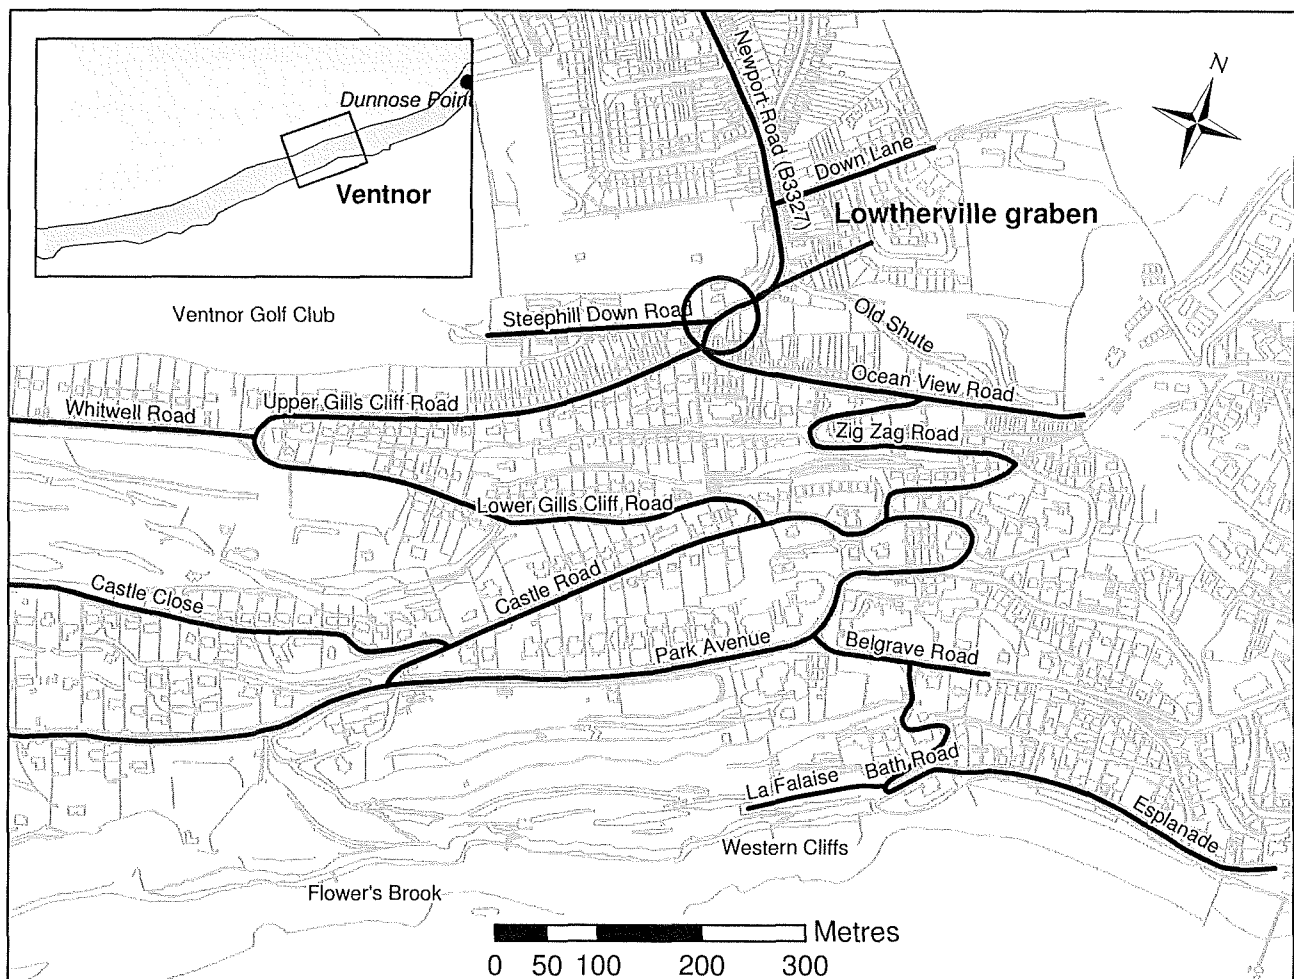 Dunnose Poin
Ventnor
N
Newport Road (B3327)
Down Lane
Lowtherville graben
Ventnor Golf Club
Steephill Down Road
Old Shute
Ocean View Road
Whitwell Road
Upper Gills Cliff Road
Zig Zag Road
Lower Gills Cliff Road
Castle Road
Castle Close
Park Avenue
Belgrave Road
La Falaise
Bath Road
Esplanade
Western Cliffs
Flower's Brook
Metres
0 50 100 200 300